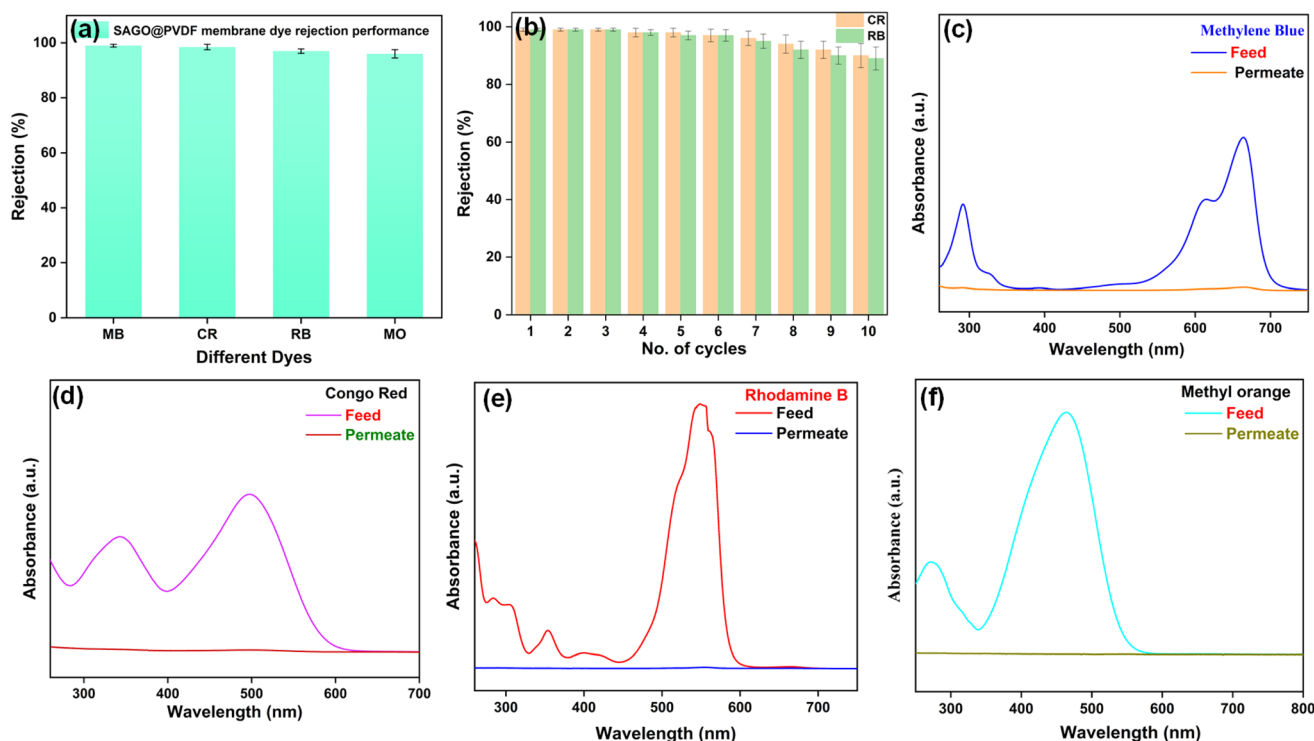 (a)
SAGO@PVDF membrane dye rejection performance
100
80
60
40
20
0
Rejection (%)
MB CR RB MO
Different Dyes
(b)
CR
RB
100
80
60
40
20
0
Rejection (%)
1 2 3 4 5 6 7 8 9 10
No. of cycles
(c)
Methylene Blue
Feed
Permeate
Absorbance (a.u.)
300 400 500 600 700
Wavelength (nm)
(d)
Congo Red
Feed
Permeate
Absorbance (a.u.)
300 400 500 600 700
Wavelength (nm)
(e)
Rhodamine B
Feed
Permeate
Absorbance (a.u.)
300 400 500 600 700
Wavelength (nm)
(f)
Methyl orange
Feed
Permeate
Absorbance (a.u.)
300 400 500 600 700 800
Wavelength (nm)